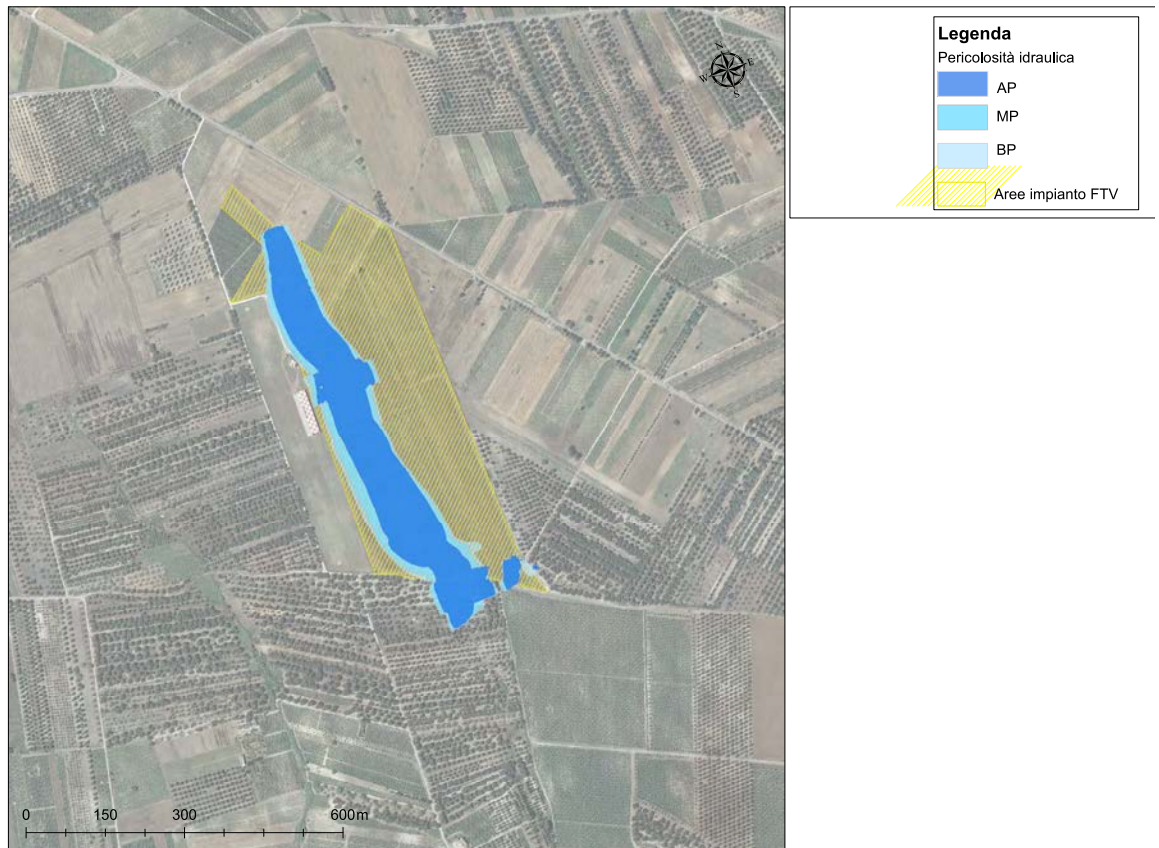 N
W E
S
0 150 300 600m
Legenda
Pericolosità idraulica
AP
MP
BP
Aree impianto FTV